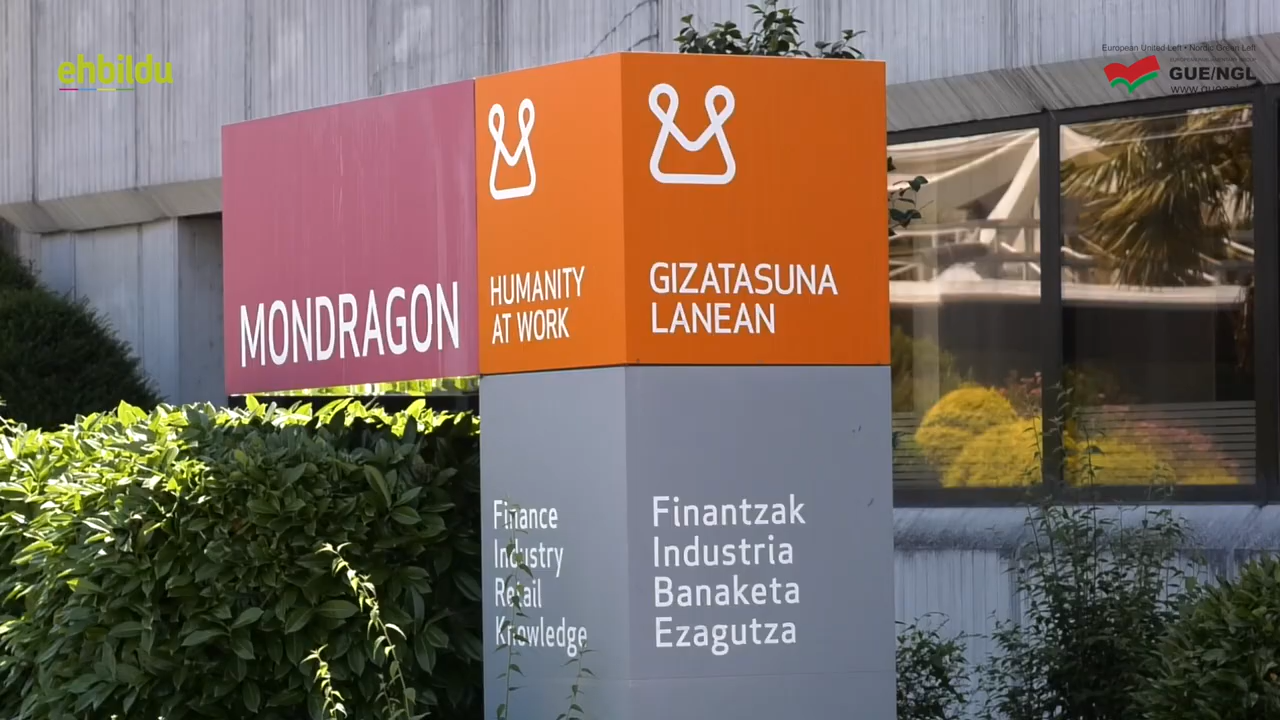 ehbildu
European United Left • Nordic Green Left
GUE/NGL
MONDRAGON
HUMANITY
AT WORK
GIZATASUNA
LANEAN
Finance
Industry
Retail
Knowledge
Finantzak
Industria
Banaketa
Ezagutza